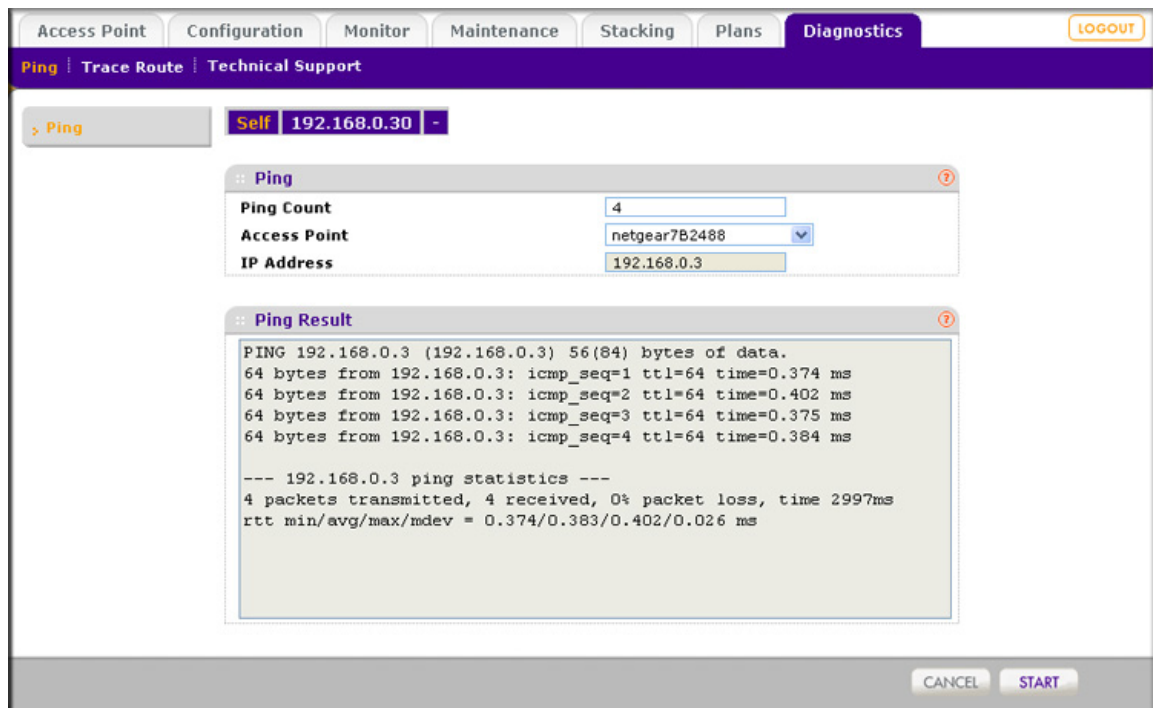 Access Point Configuration Monitor Maintenance Stacking Plans Diagnostics LOGOUT
Ping Trace Route Technical Support
Ping
Self 192.168.0.30 -
Ping ?
Ping Count 4
Access Point netgear7B2488
IP Address 192.168.0.3
Ping Result ?
PING 192.168.0.3 (192.168.0.3) 56(84) bytes of data.
64 bytes from 192.168.0.3: icmp_seq=1 ttl=64 time=0.374 ms
64 bytes from 192.168.0.3: icmp_seq=2 ttl=64 time=0.402 ms
64 bytes from 192.168.0.3: icmp_seq=3 ttl=64 time=0.375 ms
64 bytes from 192.168.0.3: icmp_seq=4 ttl=64 time=0.384 ms
--- 192.168.0.3 ping statistics ---
4 packets transmitted, 4 received, 0% packet loss, time 2997ms
rtt min/avg/max/mdev = 0.374/0.383/0.402/0.026 ms
CANCEL START